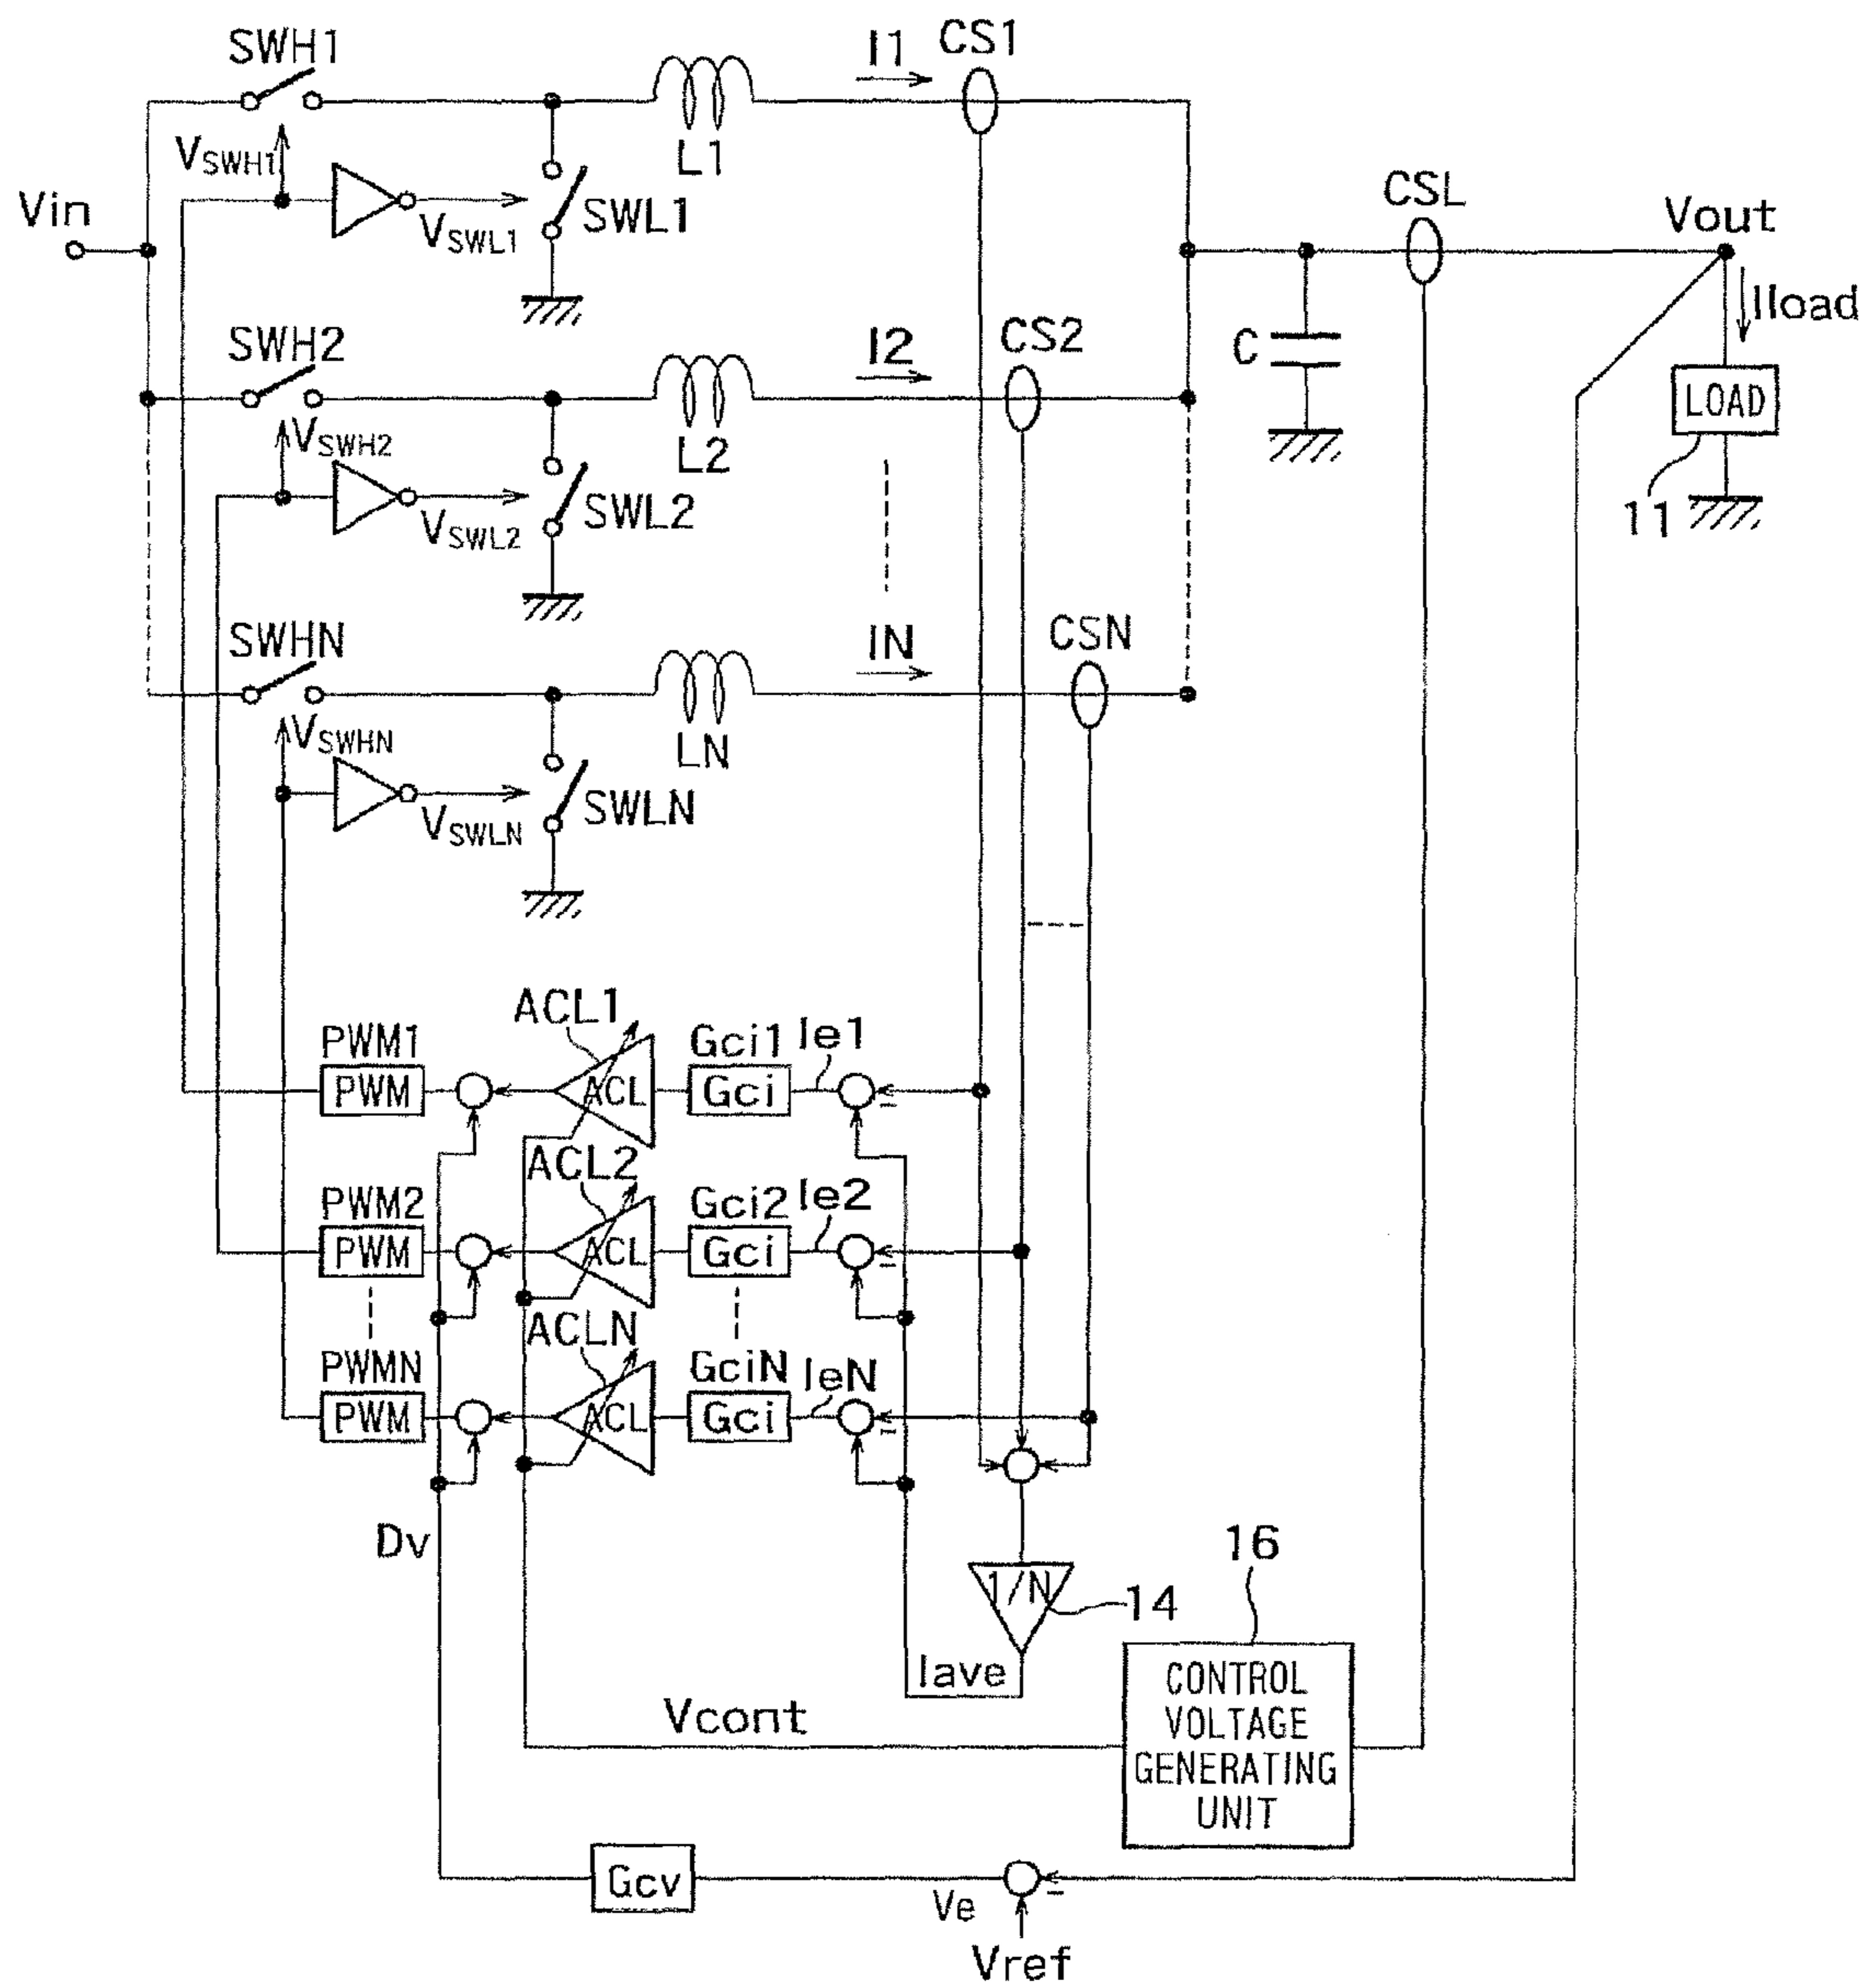 SWH1
I1
CS1
VSWH1
L1
Vin
VSWL1
SWL1
CSL
Vout
Iload
SWH2
I2
CS2
C
LOAD
VSWH2
L2
11
VSWL2
SWL2
SWHN
IN
CSN
VSWHN
LN
VSWLN
SWLN
ACL1
PWM1
Gci1
Ie1
PWM
ACL
Gci
-
ACL2
PWM2
Gci2
Ie2
PWM
ACL
Gci
-
ACLN
PWMN
GciN
IeN
PWM
ACL
Gci
-
Dv
16
1/N
14
Iave
CONTROL
VOLTAGE
GENERATING
UNIT
Vcont
Gcv
Ve
-
Vref